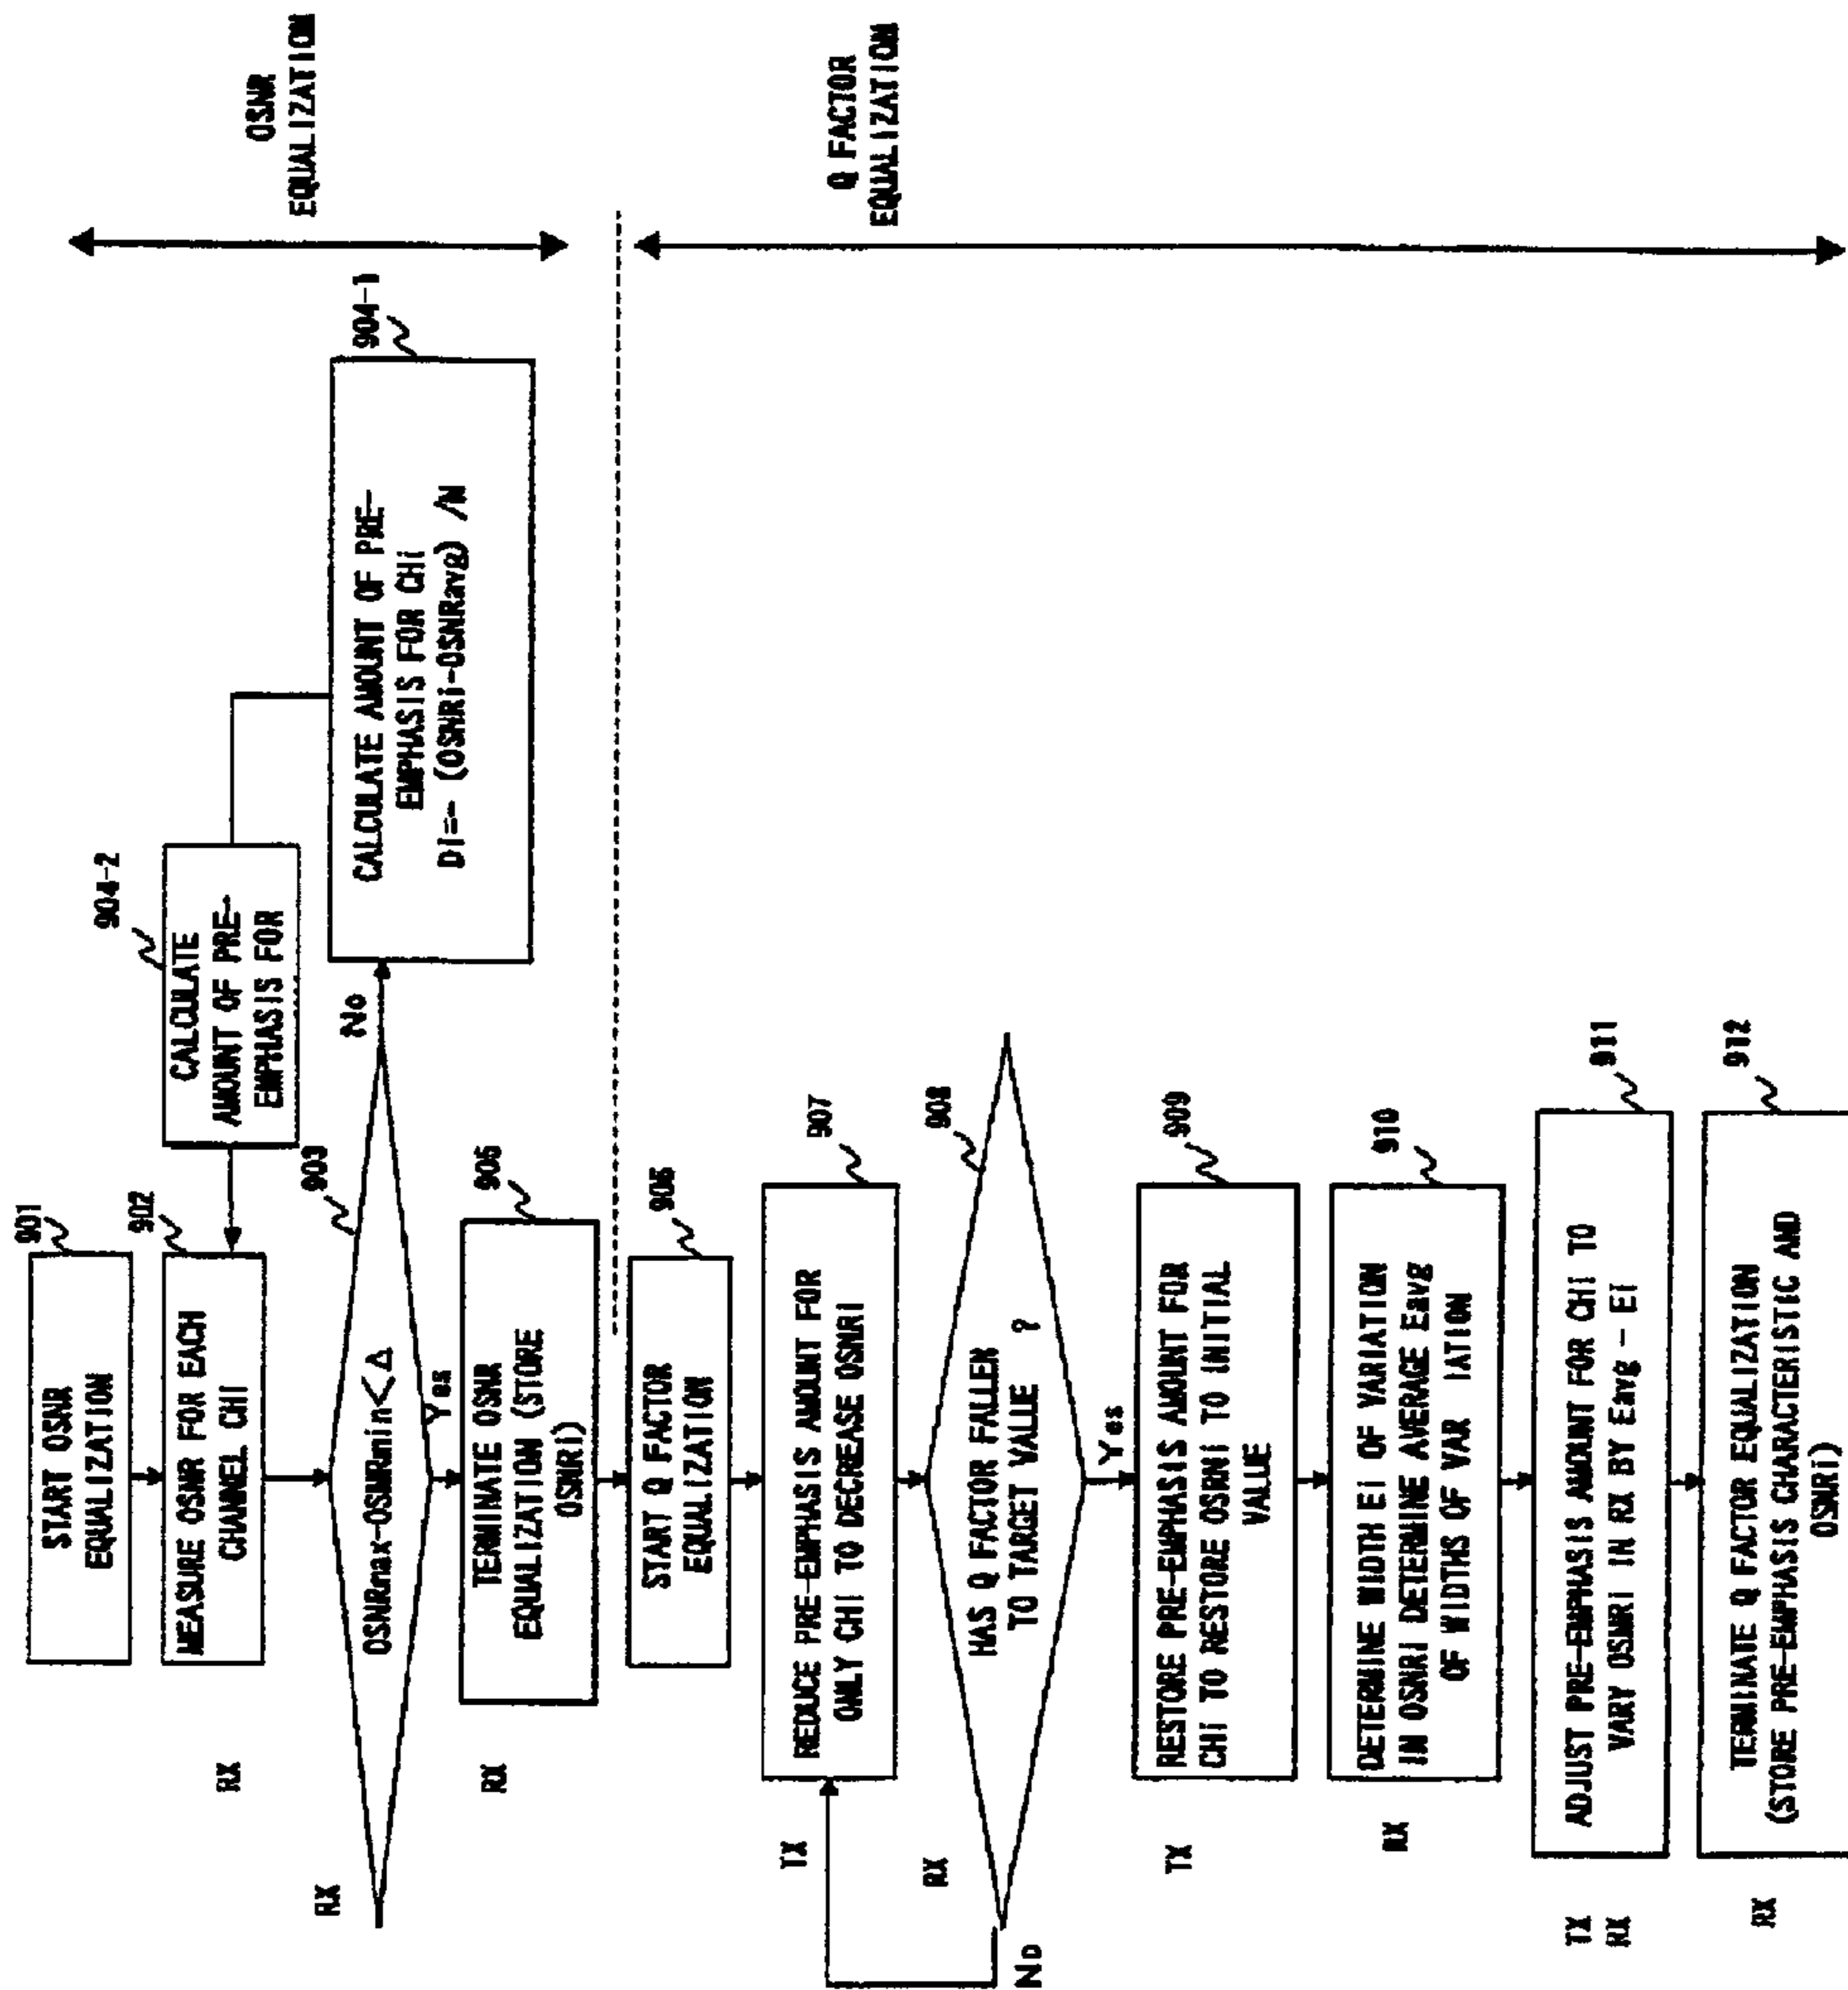 901
START OSNR
EQUALIZATION
902
MEASURE OSNR FOR EACH
CHANNEL CHi
RX
903
OSNRmax-OSNRmin<Δ
RX
No
Yes
904-1
CALCULATE AMOUNT OF PRE-
EMPHASIS FOR CHi
Di=- (OSNRi-OSNRavg) /N
904-2
CALCULATE
AMOUNT OF PRE-
EMPHASIS FOR
905
TERMINATE OSNR
EQUALIZATION (STORE
OSNRi)
RX
OSNR
EQUALIZATION
906
START Q FACTOR
EQUALIZATION
907
REDUCE PRE-EMPHASIS AMOUNT FOR
ONLY CHi TO DECREASE OSNRi
TX
908
HAS Q FACTOR FALLER
TO TARGET VALUE ?
RX
No
Yes
909
RESTORE PRE-EMPHASIS AMOUNT FOR
CHi TO RESTORE OSRNi TO INITIAL
VALUE
TX
910
DETERMINE WIDTH Ei OF VARIATION
IN OSNRi DETERMINE AVERAGE Eavg
OF WIDTHS OF VAR IATION
RX
911
ADJUST PRE-EMPHASIS AMOUNT FOR CHi TO
VARY OSNRi IN RX BY Eavg - Ei
TX
RX
912
TERMINATE Q FACTOR EQUALIZATION
(STORE PRE-EMPHASIS CHARACTERISTIC AND
OSNRi)
RX
Q FACTOR
EQUALIZATION